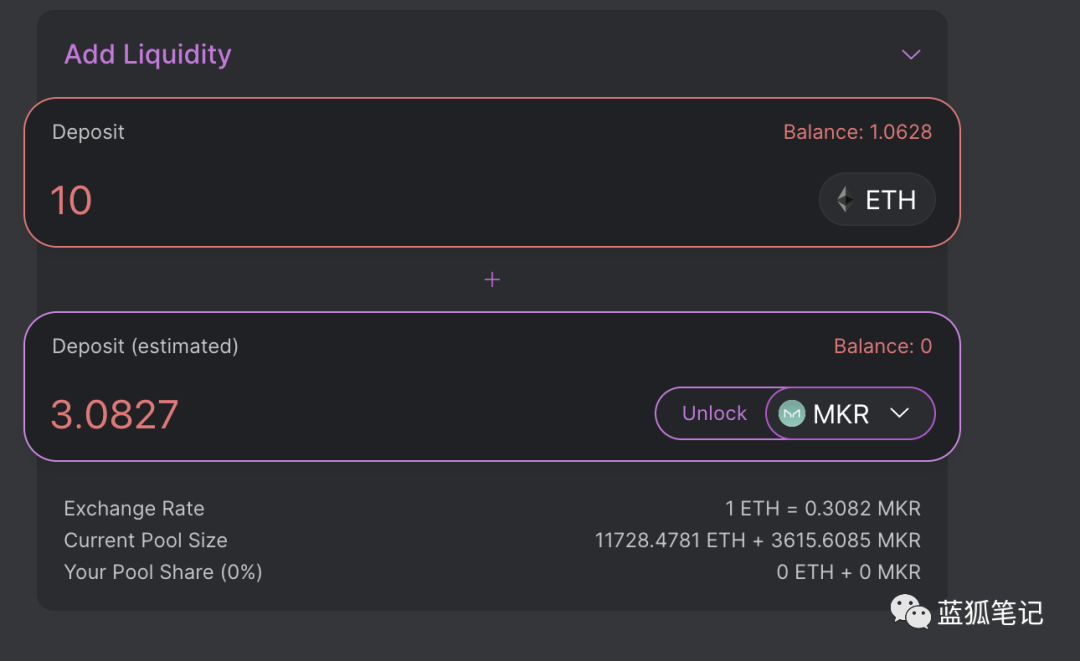 Add Liquidity
Deposit Balance: 1.0628
10 ETH
+
Deposit (estimated) Balance: 0
3.0827 Unlock MKR
Exchange Rate 1 ETH = 0.3082 MKR
Current Pool Size 11728.4781 ETH + 3615.6085 MKR
Your Pool Share (0%) 0 ETH + 0 MKR
蓝狐笔记